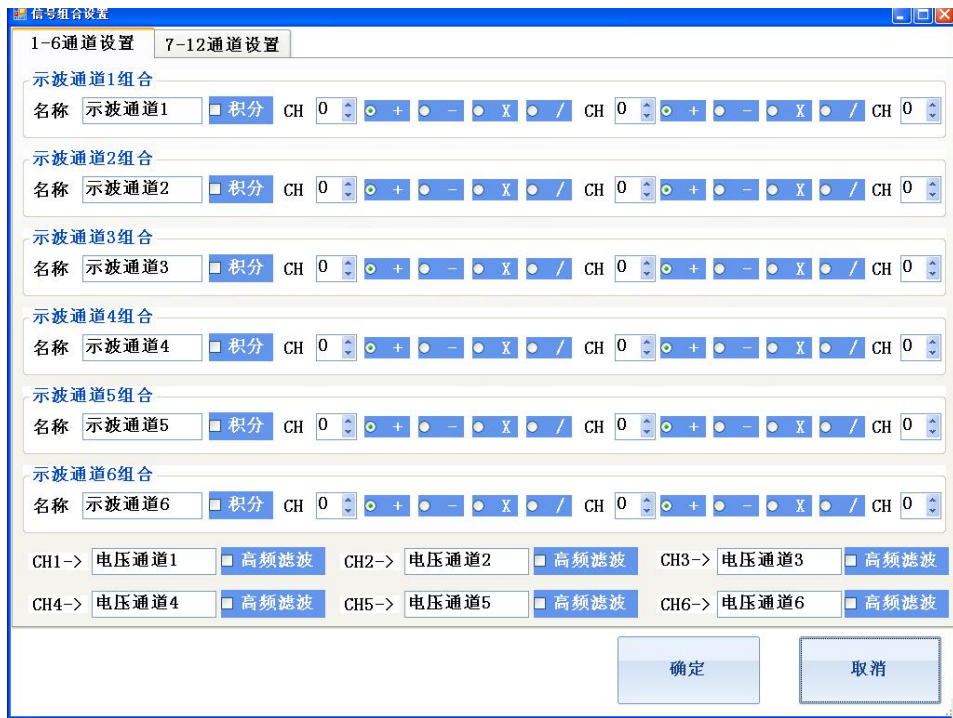 信号组合设置
1-6通道设置 7-12通道设置
示波通道1组合
名称 示波通道1 积分 CH 0 + - X / CH 0 + - X / CH 0
示波通道2组合
名称 示波通道2 积分 CH 0 + - X / CH 0 + - X / CH 0
示波通道3组合
名称 示波通道3 积分 CH 0 + - X / CH 0 + - X / CH 0
示波通道4组合
名称 示波通道4 积分 CH 0 + - X / CH 0 + - X / CH 0
示波通道5组合
名称 示波通道5 积分 CH 0 + - X / CH 0 + - X / CH 0
示波通道6组合
名称 示波通道6 积分 CH 0 + - X / CH 0 + - X / CH 0
CH1-> 电压通道1 高频滤波 CH2-> 电压通道2 高频滤波 CH3-> 电压通道3 高频滤波
CH4-> 电压通道4 高频滤波 CH5-> 电压通道5 高频滤波 CH6-> 电压通道6 高频滤波
确定 取消